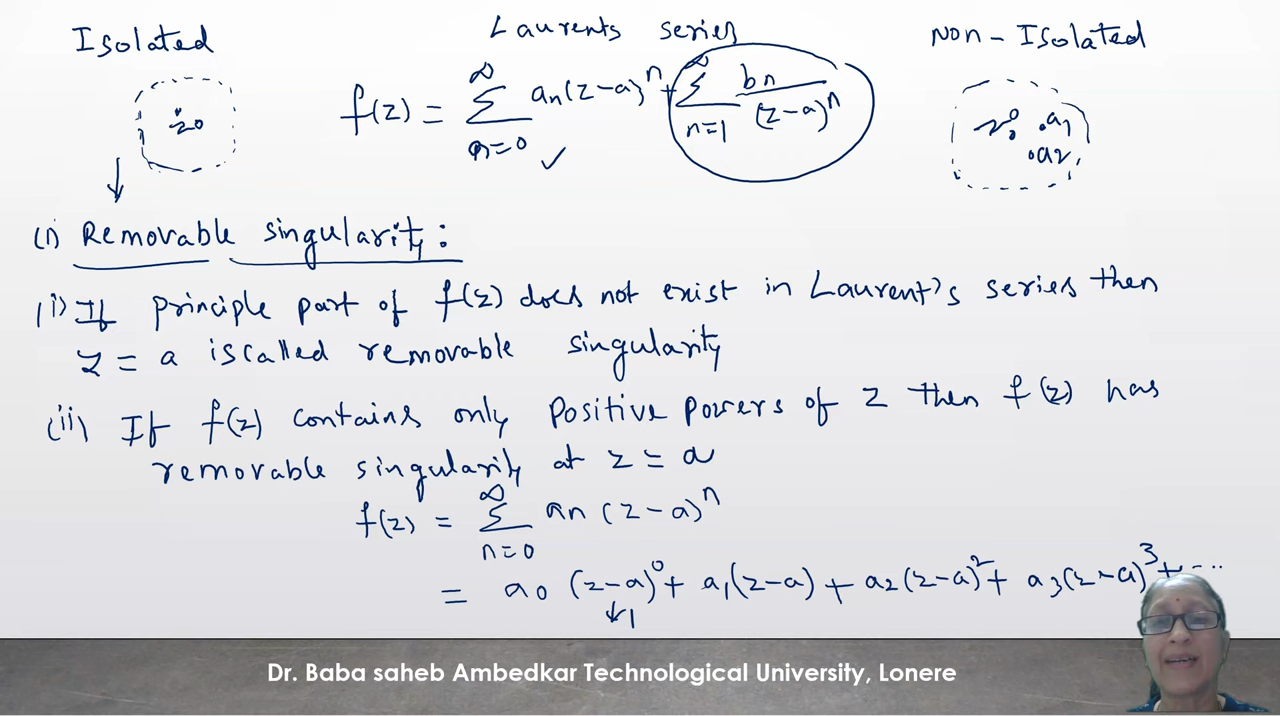 Isolated
Laurents series
Non-Isolated
z0
f(z) = ∞∑n=0 an(z-a)^n + ∞∑n=1 bn/(z-a)^n
z0 .a1
.a2
(1) Removable singularity:
(i) If principle part of f(z) does not exist in Laurent's series then
z = a is called removable singularity
(ii) If f(z) contains only positive powers of z then f(z) has
removable singularity at z = a
f(z) = ∞∑n=0 an (z-a)^n
= a0 (z-a)^0 + a1(z-a) + a2(z-a)^2 + a3(z-a)^3 + ...
↓1
Dr. Baba saheb Ambedkar Technological University, Lonere